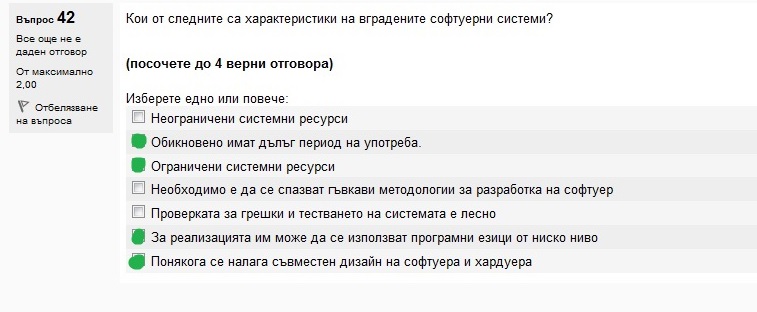 Въпрос 42
Все още не е
даден отговор
От максимално
2,00
Отбелязване
на въпроса
Кои от следните са характеристики на вградените софтуерни системи?
(посочете до 4 верни отговора)
Изберете едно или повече:
Неограничени системни ресурси
Обикновено имат дълъг период на употреба.
Ограничени системни ресурси
Необходимо е да се спазват гъвкави методологии за разработка на софтуер
Проверката за грешки и тестването на системата е лесно
За реализацията им може да се използват програмни езици от ниско ниво
Понякога се налага съвместен дизайн на софтуера и хардуера